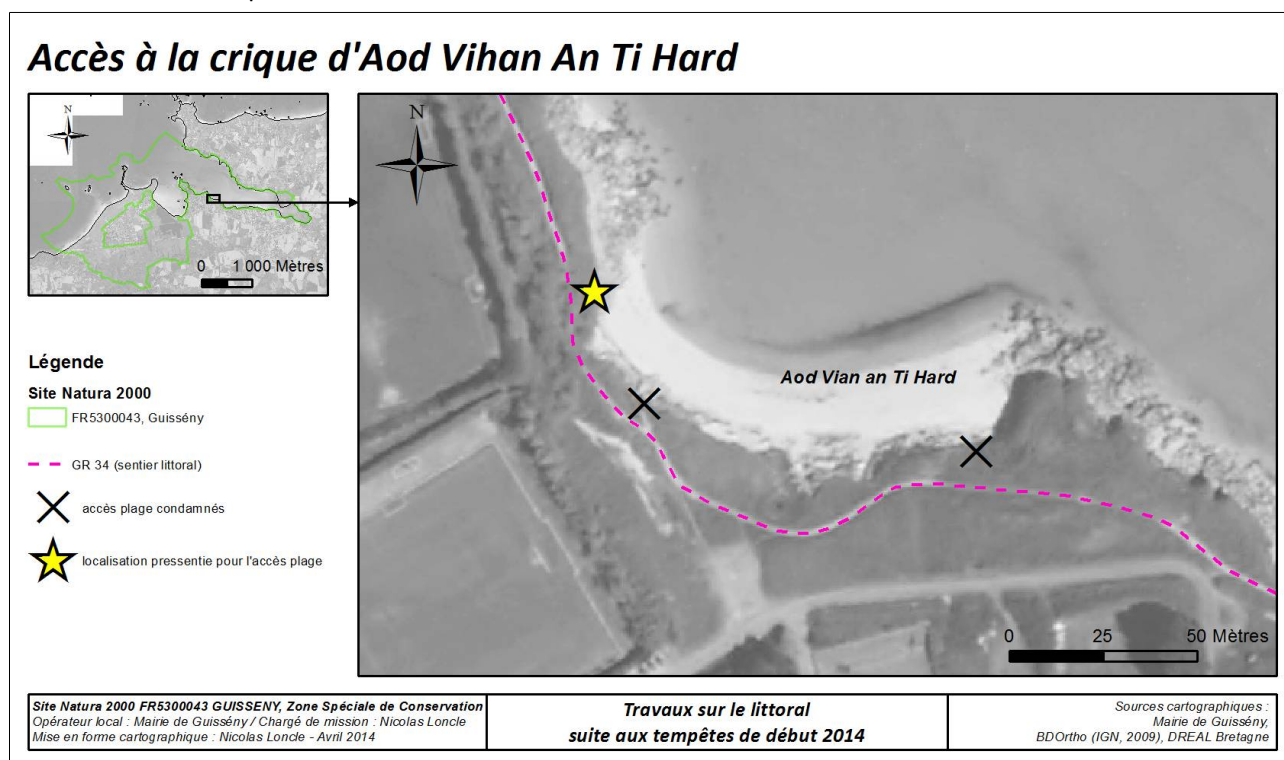 Accès à la crique d'Aod Vihan An Ti Hard
N
0 1 000 Mètres
N
Aod Vian an Ti Hard
0 25 50 Mètres
Légende
Site Natura 2000
FR5300043, Guissény
GR 34 (sentier littoral)
accès plage condamnés
localisation pressentie pour l'accès plage
Site Natura 2000 FR5300043 GUISSENY, Zone Spéciale de Conservation
Opérateur local : Mairie de Guissény / Chargé de mission : Nicolas Loncle
Mise en forme cartographique : Nicolas Loncle - Avril 2014
Travaux sur le littoral
suite aux tempêtes de début 2014
Sources cartographiques :
Mairie de Guissény,
BDOrtho (IGN, 2009), DREAL Bretagne